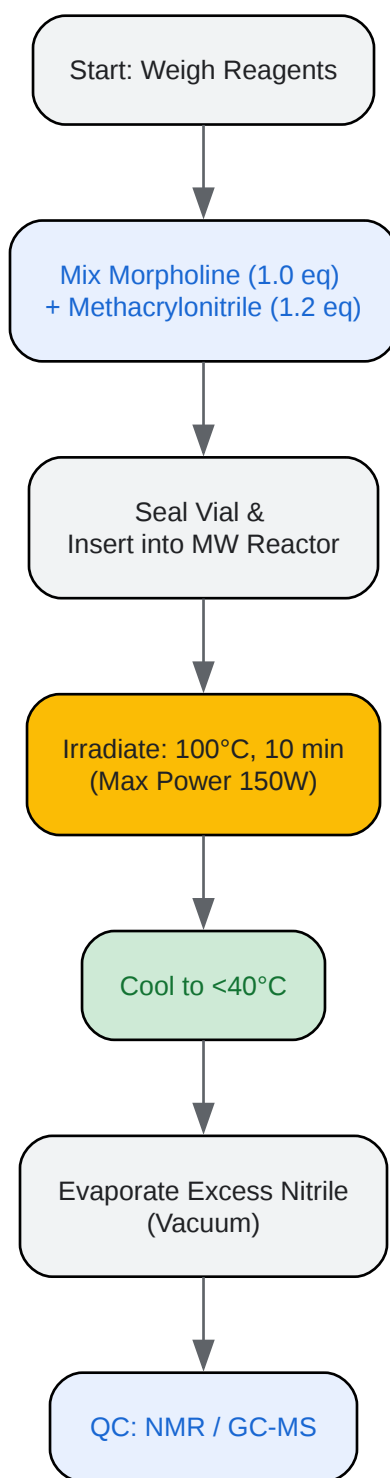 Start: Weigh Reagents
Mix Morpholine (1.0 eq)
+ Methacrylonitrile (1.2 eq)
Seal Vial &
Insert into MW Reactor
Irradiate: 100°C, 10 min
(Max Power 150W)
Cool to <40°C
Evaporate Excess Nitrile
(Vacuum)
QC: NMR / GC-MS